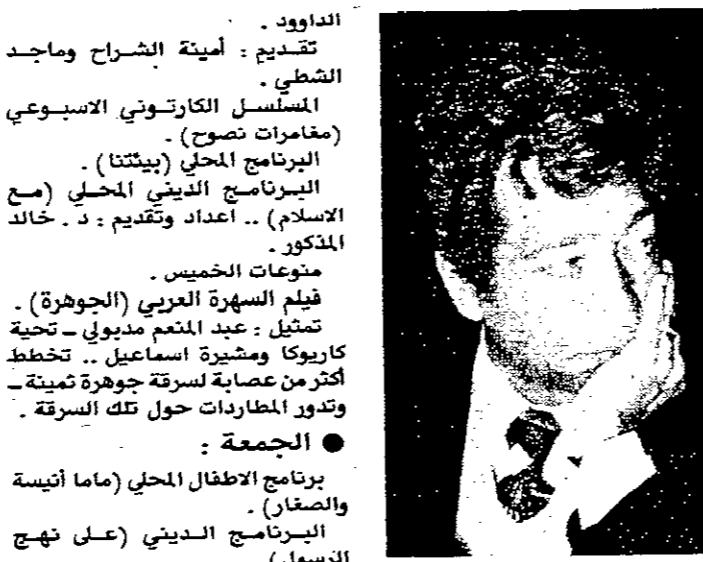 الداوود .
تقديم : أمينة الشراح وماجد
الشطي .
المسلسل الكارتوني الاسبوعي
(مغامرات نصوح) .
البرنامج المحلي (بيئتنا) .
البرنامج الديني المحلي (مع
الاسلام) .. اعداد وتقديم : د . خالد
المذكور .
منوعات الخميس .
فيلم السهرة العربي (الجوهرة) .
تمثيل : عبد المنعم مدبولي ـ تحية
كاريوكا ومشيرة اسماعيل .. تخطط
أكثر من عصابة لسرقة جوهرة ثمينة ـ
وتدور المطاردات حول تلك السرقة .
● الجمعة :
برنامج الاطفال المحلي (ماما أنيسة
والصغار) .
البرنامج الديني (على نهج
الرسول)